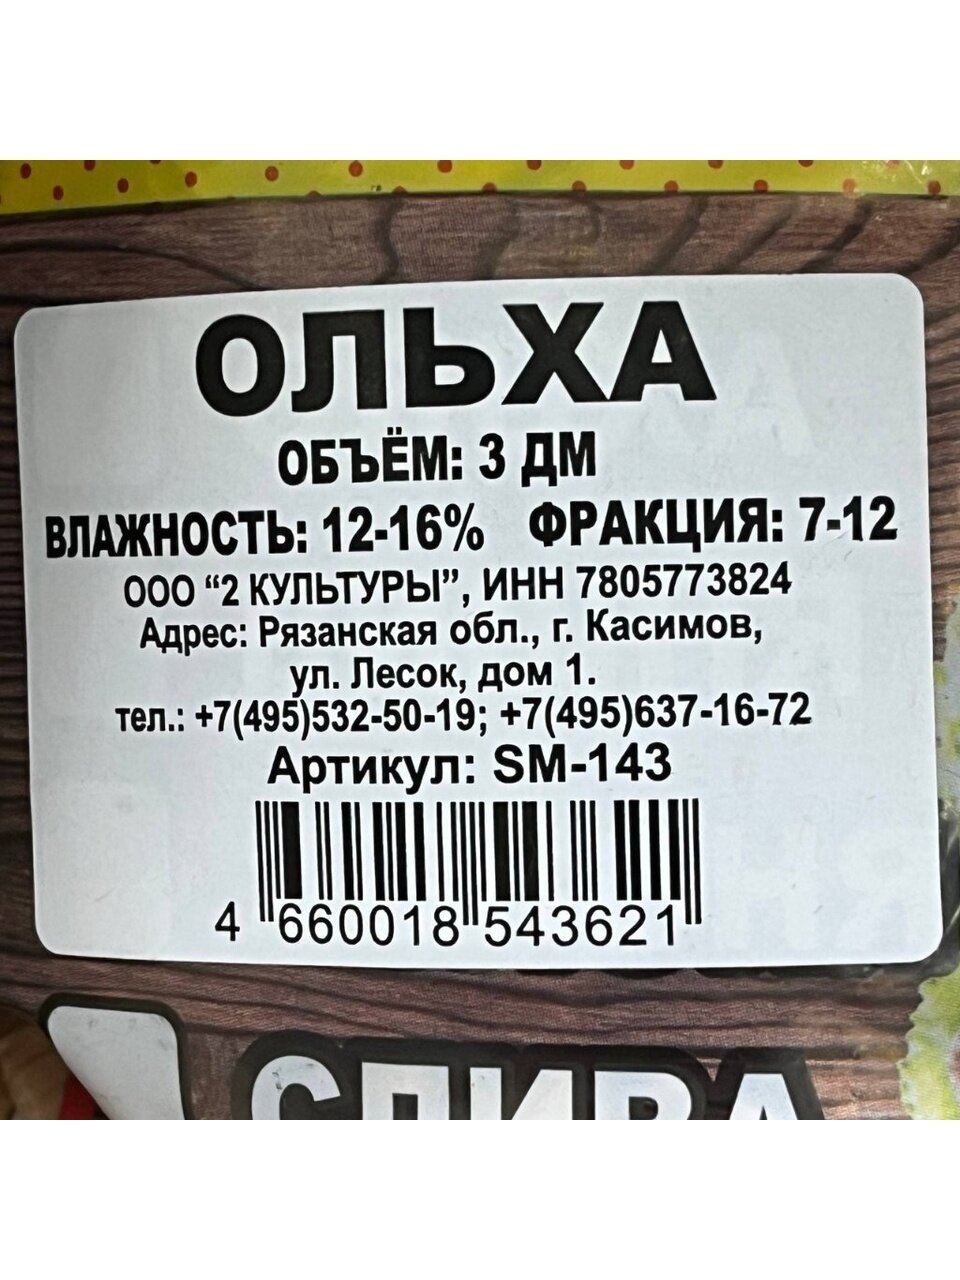 ОЛЬХА
ОБЪЁМ: 3 ДМ
ВЛАЖНОСТЬ: 12-16% ФРАКЦИЯ: 7-12
ООО “2 КУЛЬТУРЫ”, ИНН 7805773824
Адрес: Рязанская обл., г. Касимов,
ул. Лесок, дом 1.
тел.: +7(495)532-50-19; +7(495)637-16-72
Артикул: SM-143
4 660018 543621
СЛИВА